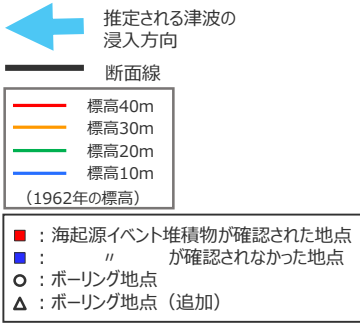 推定される津波の
浸入方向
断面線
標高40m
標高30m
標高20m
標高10m
（1962年の標高）
：海起源イベント堆積物が確認された地点
：　　〃　　が確認されなかった地点
：ボーリング地点
：ボーリング地点（追加）